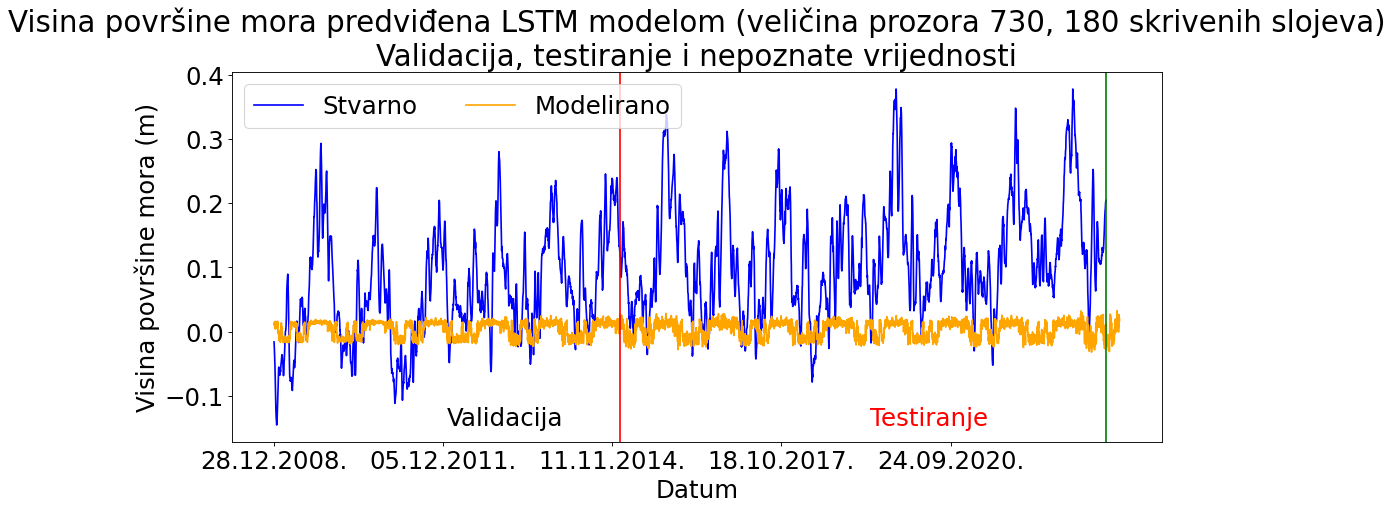 Visina površine mora predviđena LSTM modelom (veličina prozora 730, 180 skrivenih slojeva)
Validacija, testiranje i nepoznate vrijednosti
Visina površine mora (m)
0.4
0.3
0.2
0.1
0.0
−0.1
Stvarno
Modelirano
Validacija
Testiranje
28.12.2008.
05.12.2011.
11.11.2014.
18.10.2017.
24.09.2020.
Datum